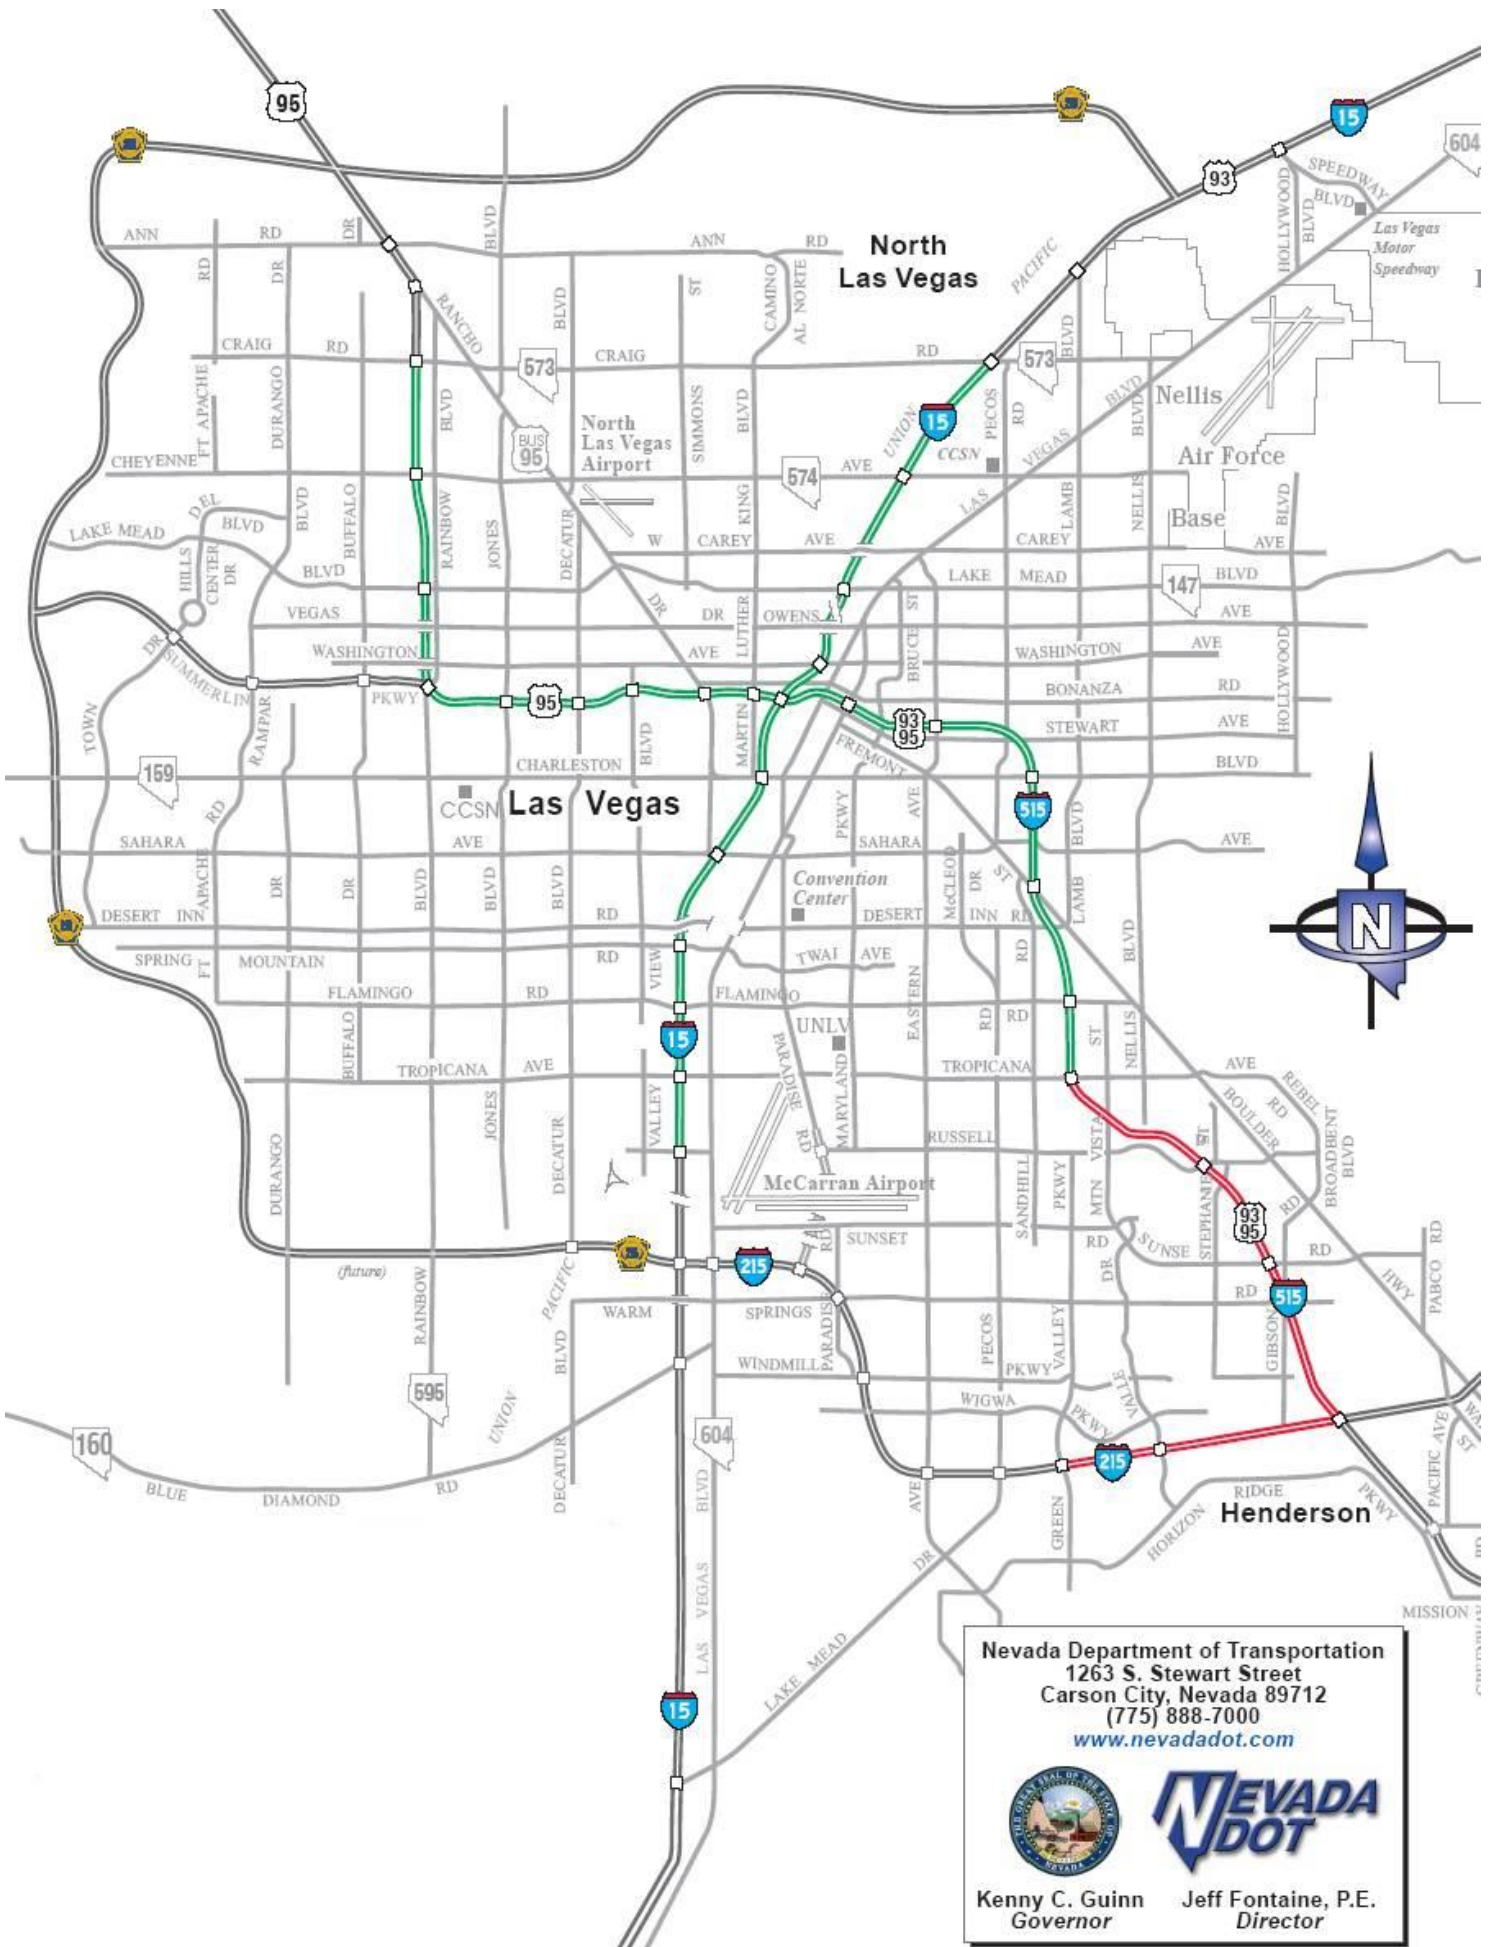 95
15
604
93
SPEEDWAY
BLVD
HOLLYWOOD
BLVD
Las Vegas
Motor
Speedway
ANN
RD
DR
BLVD
ANN
RD
North
Las Vegas
PACIFIC
RD
DR
RANCHO
BLVD
ST
CAMINO
AL NORTE
BLVD
CRAIG
RD
573
CRAIG
RD
573
FT APACHE
DURANGO
BLVD
North
Las Vegas
Airport
SIMMONS
BLVD
UNION
15
PECOS
RD
BLVD
BLVD
Nellis
BUS
95
CHEYENNE
574
AVE
CCSN
VEGAS
Air Force
LAS
DEL
BLVD
LAKE MEAD
BLVD
BUFFALO
RAINBOW
JONES
DECATUR
KING
LAMB
NELLIS
Base
BLVD
W
CAREY
AVE
CAREY
AVE
HILLS
CENTER
DR
BLVD
LAKE
MEAD
147
BLVD
VEGAS
DR
DR
LUTHER
OWENS
ST
AVE
WASHINGTON
AVE
BRUCE
WASHINGTON
AVE
DR
SUMMERLIN
PKWY
BONANZA
RD
HOLLYWOOD
95
93
95
STEWART
AVE
TOWN
RAMPAR
BLVD
MARTIN
FREMONT
159
CHARLESTON
BLVD
CCSN
Las Vegas
RD
PKWY
AVE
515
BLVD
SAHARA
AVE
SAHARA
AVE
APACHE
DR
DR
BLVD
BLVD
BLVD
Convention
Center
McCLEOD
DR
ST
LAMB
DESERT
INN
RD
DESERT
INN
RD
SPRING
FT
MOUNTAIN
RD
VIEW
TWAI
AVE
RD
BLVD
FLAMINGO
RD
FLAMINGO
EASTERN
RD
RD
BUFFALO
15
UNLV
ST
NELLIS
TROPICANA
AVE
PARADISE
MARYLAND
TROPICANA
AVE
REBEL
RD
BOULDER
JONES
VALLEY
RD
RUSSELL
VISTA
ST
BROADBENT
BLVD
DURANGO
DECATUR
McCarran Airport
SANDHILL
PKWY
MTN
STEPHANIE
93
95
RD
RD
SUNSET
RD
SUNSE
RD
RD
215
(future)
PACIFIC
DR
HWY
PABCO
WARM
SPRINGS
RD
515
RAINBOW
PARADISE
PECOS
VALLEY
GIBSON
BLVD
WINDMILL
PKWY
595
UNION
WIGWA
PKWY
VALLE
160
604
215
PACIFIC AVE
WA
ST
BLUE
DIAMOND
RD
DECATUR
BLVD
AVE
GREEN
RIDGE
PKWY
Henderson
HORIZON
DR
RD
LAS VEGAS
MISSION
LAKE MEAD
15
Nevada Department of Transportation
1263 S. Stewart Street
Carson City, Nevada 89712
(775) 888-7000
www.nevadadot.com
THE GREAT SEAL OF THE STATE OF
NEVADA
NEVADA
DOT
Kenny C. Guinn
Governor
Jeff Fontaine, P.E.
Director
N